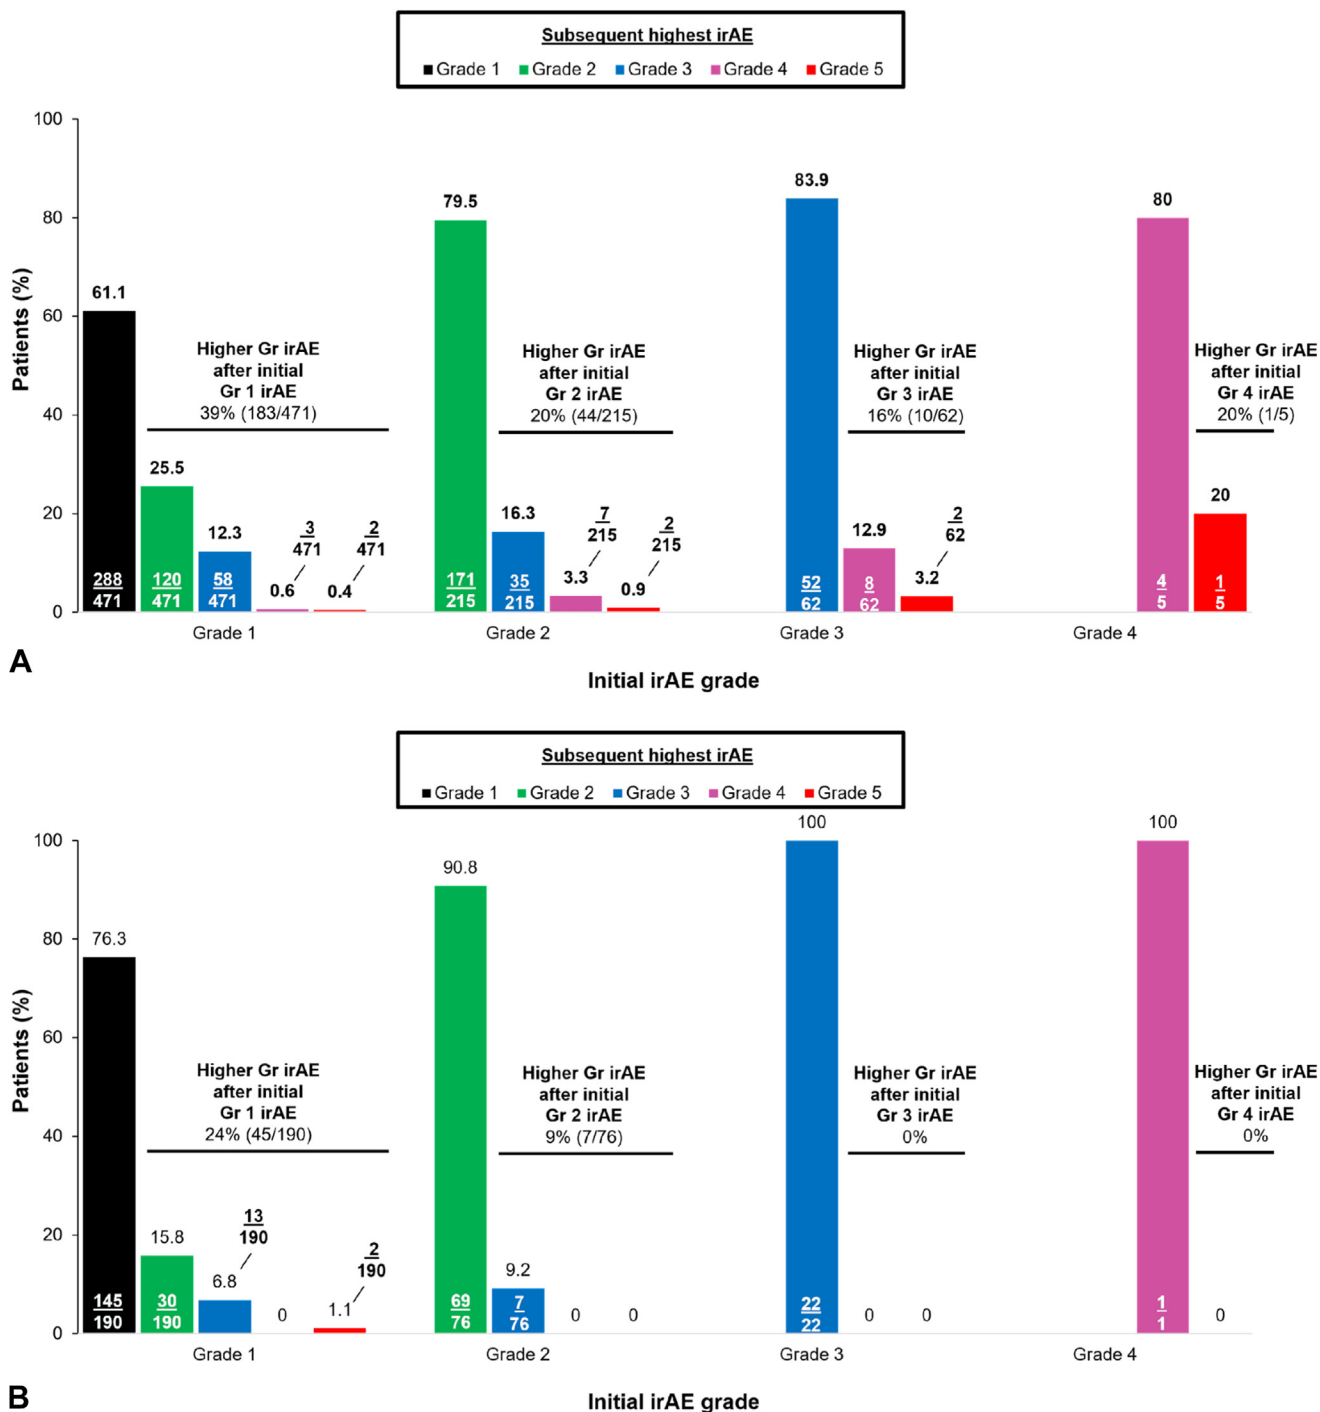 Subsequent highest irAE
Grade 1 Grade 2 Grade 3 Grade 4 Grade 5
Patients (%)
100
80
60
40
20
0
61.1
288
471
25.5
120
471
12.3
58
471
0.6
3
471
0.4
2
471
Higher Gr irAE
after initial
Gr 1 irAE
39% (183/471)
79.5
171
215
16.3
35
215
3.3
7
215
0.9
2
215
Higher Gr irAE
after initial
Gr 2 irAE
20% (44/215)
83.9
52
62
12.9
8
62
3.2
2
62
Higher Gr irAE
after initial
Gr 3 irAE
16% (10/62)
80
4
5
20
1
5
Higher Gr irAE
after initial
Gr 4 irAE
20% (1/5)
Grade 1 Grade 2 Grade 3 Grade 4
A
Initial irAE grade
Subsequent highest irAE
Grade 1 Grade 2 Grade 3 Grade 4 Grade 5
Patients (%)
100
80
60
40
20
0
76.3
145
190
15.8
30
190
6.8
13
190
0
1.1
2
190
Higher Gr irAE
after initial
Gr 1 irAE
24% (45/190)
90.8
69
76
9.2
7
76
0
0
Higher Gr irAE
after initial
Gr 2 irAE
9% (7/76)
100
22
22
0
0
Higher Gr irAE
after initial
Gr 3 irAE
0%
100
1
1
0
Higher Gr irAE
after initial
Gr 4 irAE
0%
Grade 1 Grade 2 Grade 3 Grade 4
B
Initial irAE grade